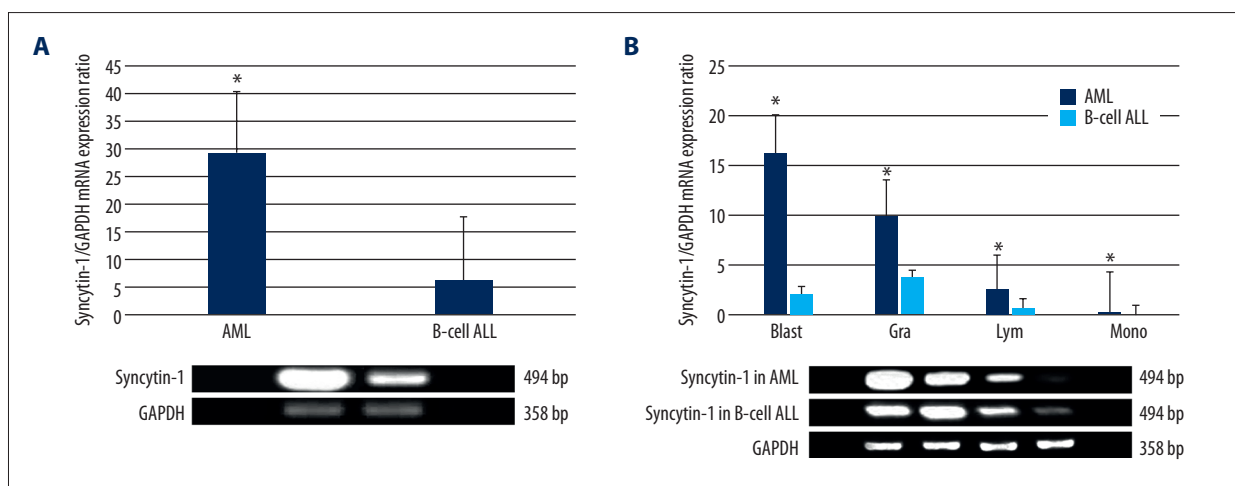 A
Syncytin-1/GAPDH mRNA expression ratio
45
40
35
30
25
20
15
10
5
0
*
AML
B-cell ALL
Syncytin-1
494 bp
GAPDH
358 bp
B
Syncytin-1/GAPDH mRNA expression ratio
25
20
15
10
5
0
*
*
*
*
AML
B-cell ALL
Blast
Gra
Lym
Mono
Syncytin-1 in AML
494 bp
Syncytin-1 in B-cell ALL
494 bp
GAPDH
358 bp